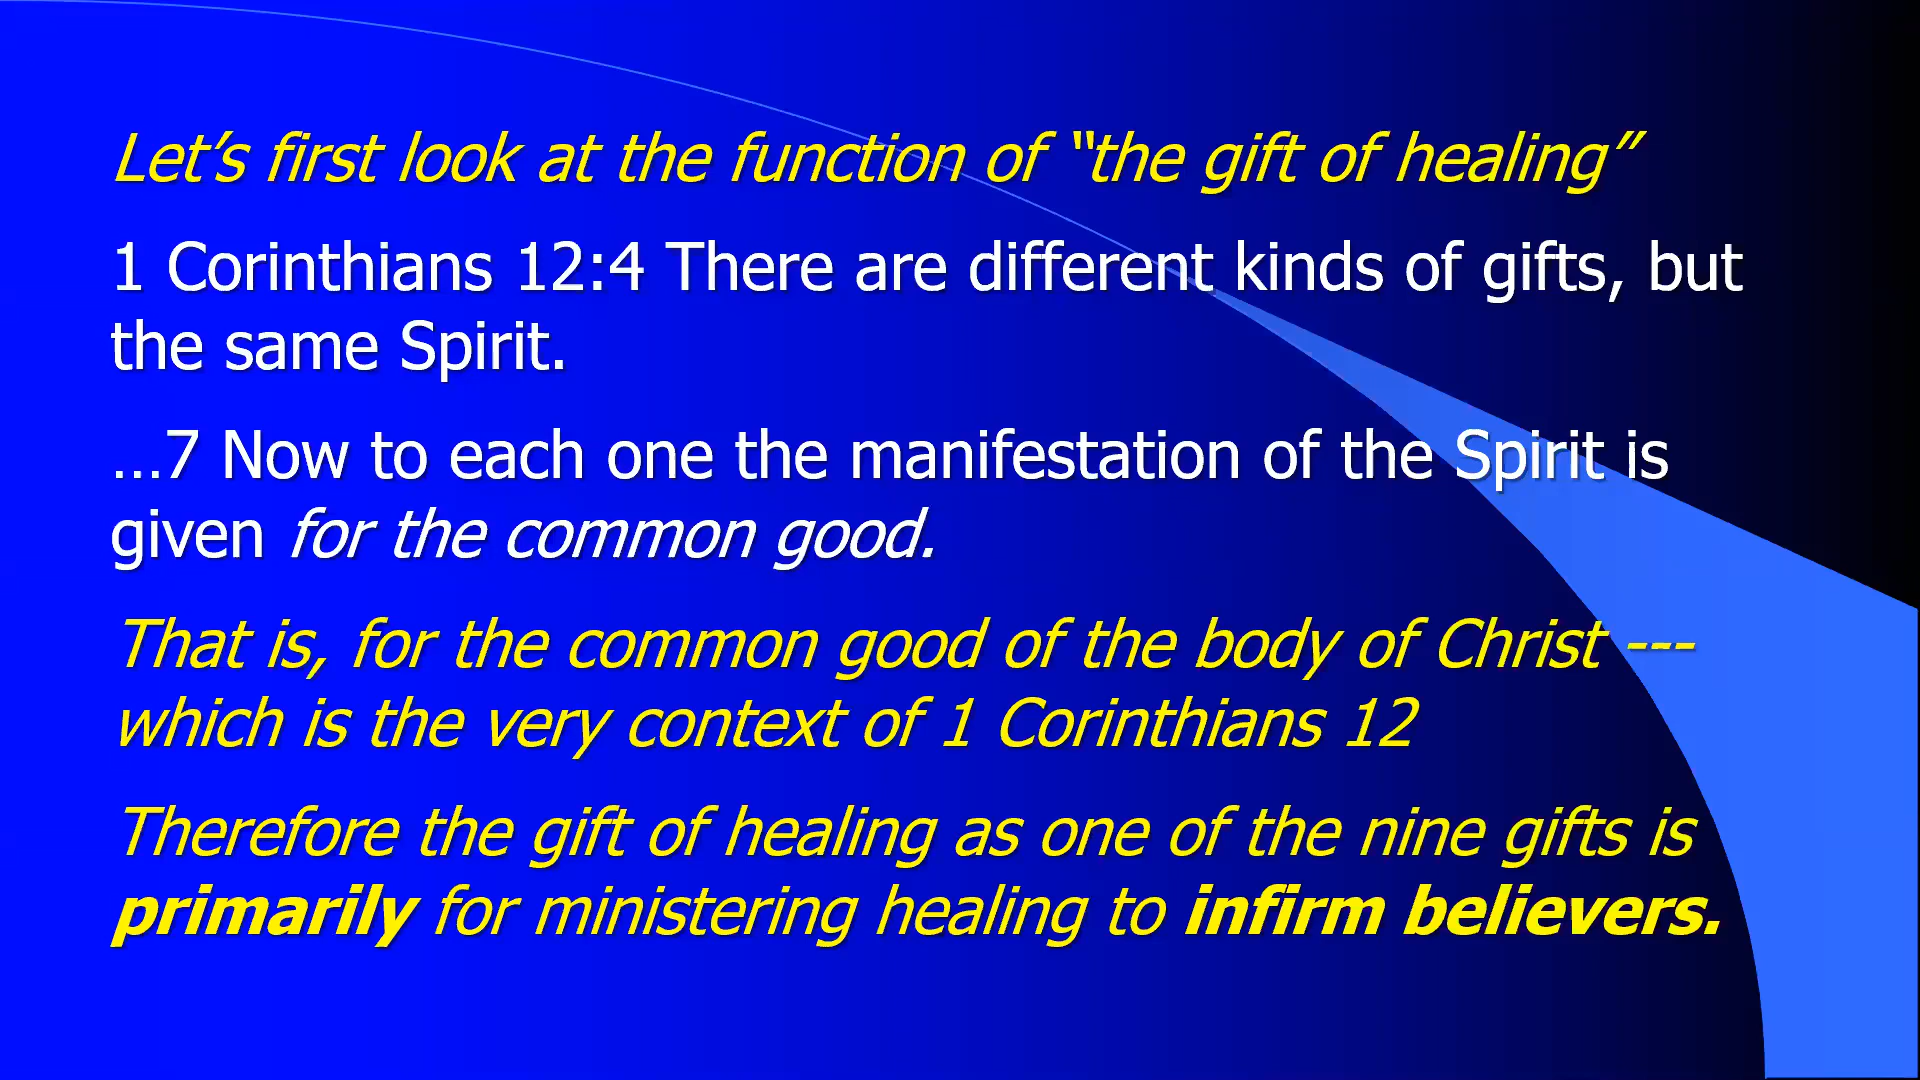 Let’s first look at the function of “the gift of healing”
1 Corinthians 12:4 There are different kinds of gifts, but
the same Spirit.
…7 Now to each one the manifestation of the Spirit is
given for the common good.
That is, for the common good of the body of Christ ---
which is the very context of 1 Corinthians 12
Therefore the gift of healing as one of the nine gifts is
primarily for ministering healing to infirm believers.